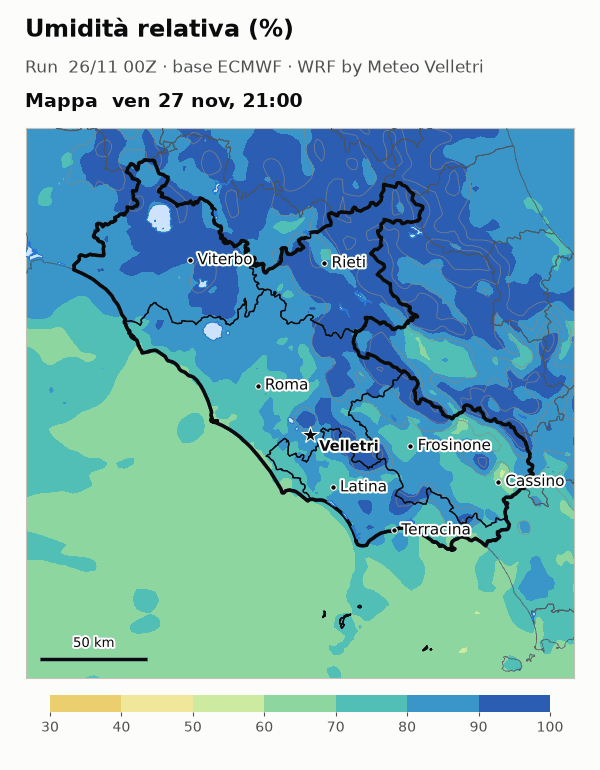 Umidità relativa (%)
Run  26/11 00Z · base ECMWF · WRF by Meteo Velletri
Mappa  ven 27 nov, 21:00
Viterbo
Rieti
Roma
Velletri
Frosinone
Cassino
Latina
Terracina
50 km
30 40 50 60 70 80 90 100